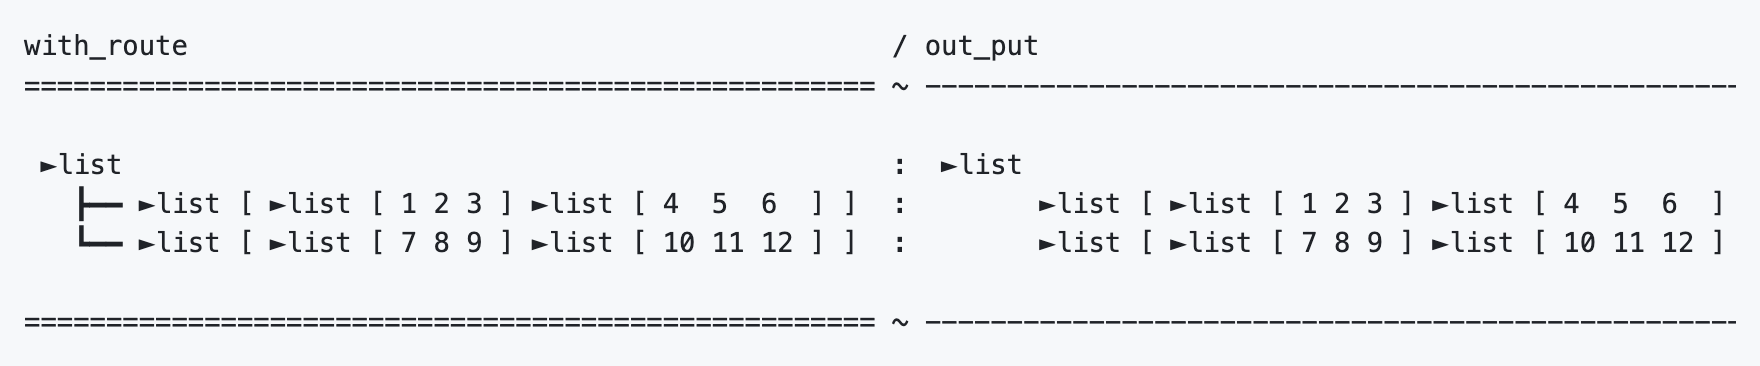 with_route                                           / out_put
==================================================== ~ --------------------------------------------------

 ►list                                               :  ►list
   ┣━━ ►list [ ►list [ 1 2 3 ] ►list [ 4  5  6  ] ]  :        ►list [ ►list [ 1 2 3 ] ►list [ 4  5  6  ]
   ┗━━ ►list [ ►list [ 7 8 9 ] ►list [ 10 11 12 ] ]  :        ►list [ ►list [ 7 8 9 ] ►list [ 10 11 12 ]

==================================================== ~ --------------------------------------------------